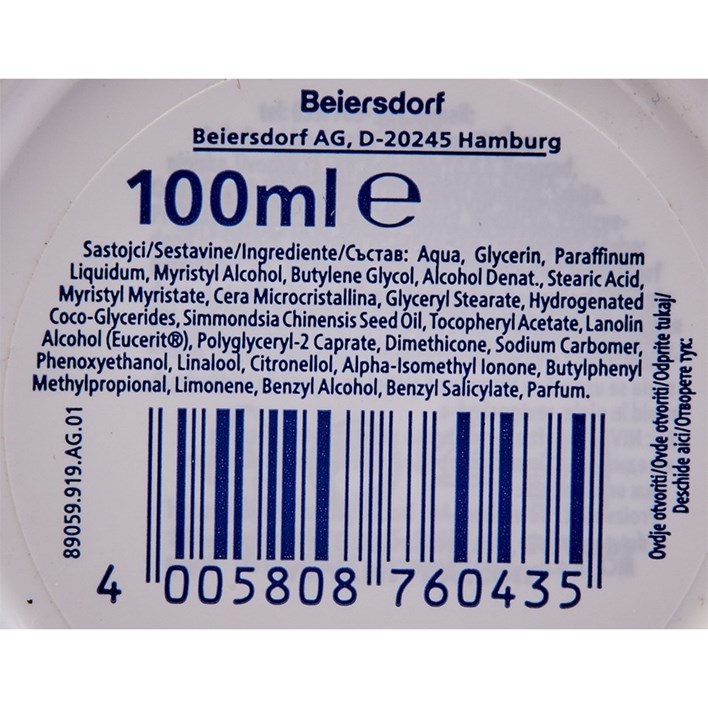 Beiersdorf
Beiersdorf AG, D-20245 Hamburg
100ml e
Sastojci/Sestavine/Ingrediente/Състав: Aqua, Glycerin, Paraffinum
Liquidum, Myristyl Alcohol, Butylene Glycol, Alcohol Denat., Stearic Acid,
Myristyl Myristate, Cera Microcristallina, Glyceryl Stearate, Hydrogenated
Coco-Glycerides, Simmondsia Chinensis Seed Oil, Tocopheryl Acetate, Lanolin
Alcohol (Eucerit®), Polyglyceryl-2 Caprate, Dimethicone, Sodium Carbomer,
Phenoxyethanol, Linalool, Citronellol, Alpha-Isomethyl Ionone, Butylphenyl
Methylpropional, Limonene, Benzyl Alcohol, Benzyl Salicylate, Parfum.
89059.919.AG.01
4 005808 760435
Ovdje otvoriti/Ovde otvoriti/Odprite tukaj/
Deschide aici/Отворете тук: